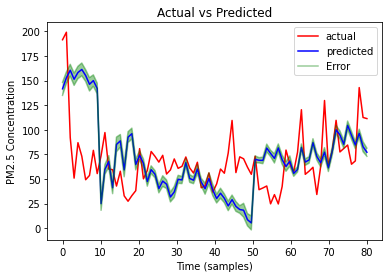 Actual vs Predicted
actual
predicted
Error
PM2.5 Concentration
200
175
150
125
100
75
50
25
0
0 10 20 30 40 50 60 70 80
Time (samples)